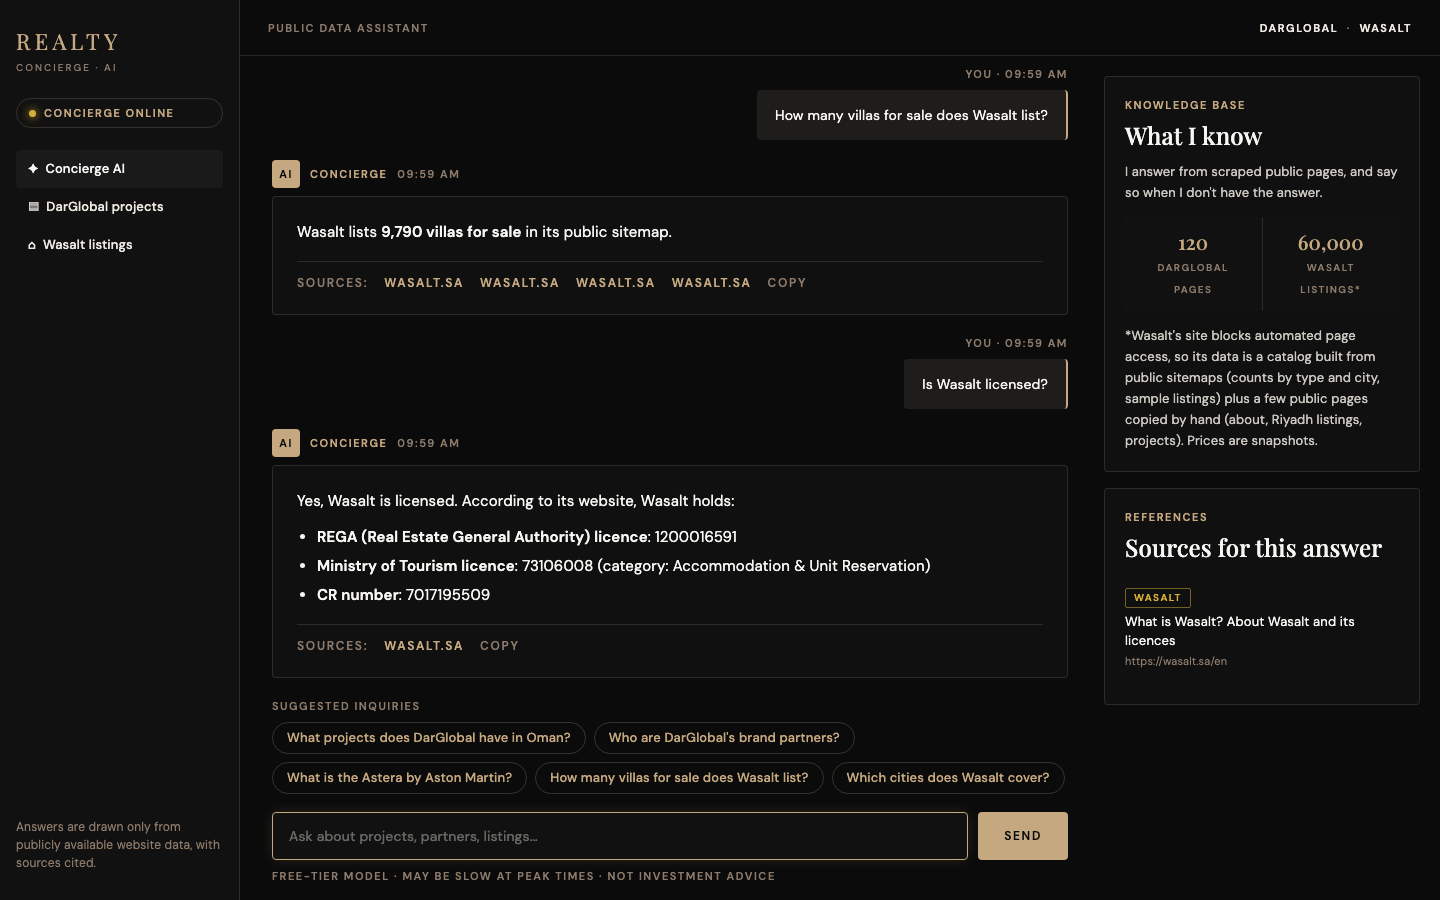 REALTY
CONCIERGE · AI
CONCIERGE ONLINE
Concierge AI
DarGlobal projects
Wasalt listings
Answers are drawn only from
publicly available website data, with
sources cited.
PUBLIC DATA ASSISTANT
DARGLOBAL · WASALT
YOU · 09:59 AM
How many villas for sale does Wasalt list?
AI CONCIERGE 09:59 AM
Wasalt lists 9,790 villas for sale in its public sitemap.
SOURCES: WASALT.SA WASALT.SA WASALT.SA WASALT.SA COPY
YOU · 09:59 AM
Is Wasalt licensed?
AI CONCIERGE 09:59 AM
Yes, Wasalt is licensed. According to its website, Wasalt holds:
• REGA (Real Estate General Authority) licence: 1200016591
• Ministry of Tourism licence: 73106008 (category: Accommodation & Unit Reservation)
• CR number: 7017195509
SOURCES: WASALT.SA COPY
SUGGESTED INQUIRIES
What projects does DarGlobal have in Oman? Who are DarGlobal's brand partners?
What is the Astera by Aston Martin? How many villas for sale does Wasalt list? Which cities does Wasalt cover?
Ask about projects, partners, listings…
SEND
FREE-TIER MODEL · MAY BE SLOW AT PEAK TIMES · NOT INVESTMENT ADVICE
KNOWLEDGE BASE
What I know
I answer from scraped public pages, and say
so when I don't have the answer.
120
DARGLOBAL
PAGES
60,000
WASALT
LISTINGS*
*Wasalt's site blocks automated page
access, so its data is a catalog built from
public sitemaps (counts by type and city,
sample listings) plus a few public pages
copied by hand (about, Riyadh listings,
projects). Prices are snapshots.
REFERENCES
Sources for this answer
WASALT
What is Wasalt? About Wasalt and its
licences
https://wasalt.sa/en